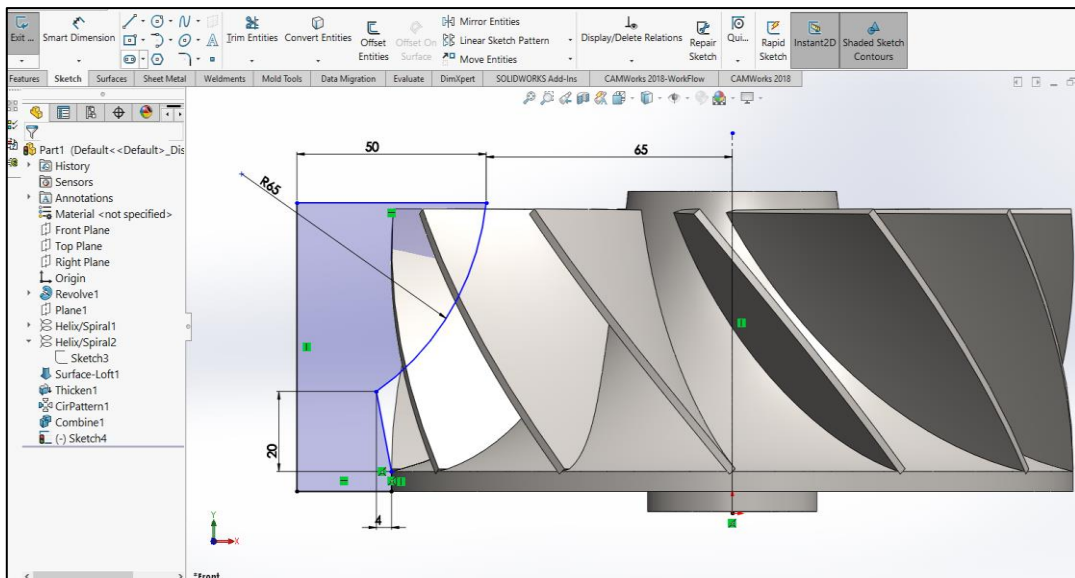 Exit ...
Smart Dimension
Trim Entities
Convert Entities
Offset
Entities
Offset On
Surface
Mirror Entities
Linear Sketch Pattern
Move Entities
Display/Delete Relations
Repair
Sketch
Qui...
Rapid
Sketch
Instant2D
Shaded Sketch
Contours
Features
Sketch
Surfaces
Sheet Metal
Weldments
Mold Tools
Data Migration
Evaluate
DimXpert
SOLIDWORKS Add-Ins
CAMWorks 2018-WorkFlow
CAMWorks 2018
Part1 (Default<<Default>_Dis
History
Sensors
Annotations
Material <not specified>
Front Plane
Top Plane
Right Plane
Origin
Revolve1
Plane1
Helix/Spiral1
Helix/Spiral2
Sketch3
Surface-Loft1
Thicken1
CirPattern1
Combine1
(-) Sketch4
50
65
R65
20
4
Y
X
*Front